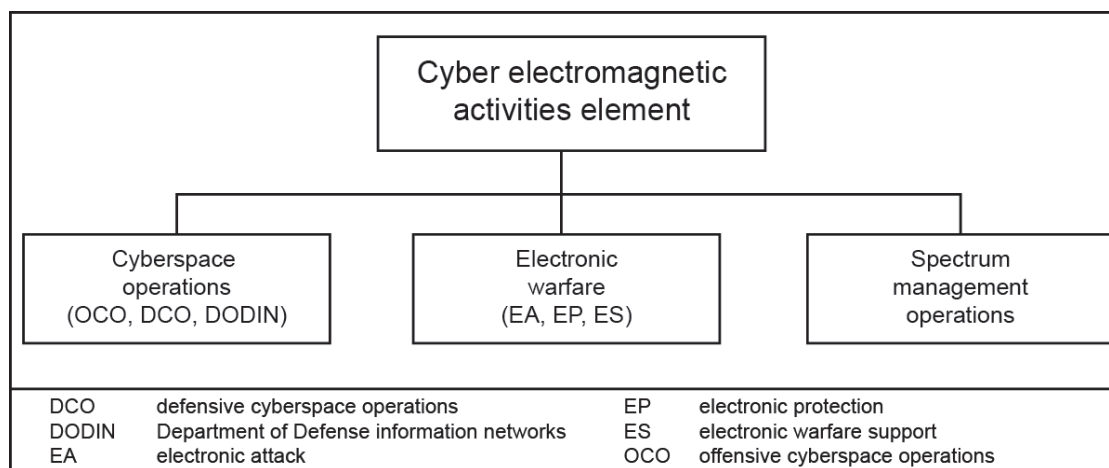 Cyber electromagnetic
activities element
Cyberspace
operations
(OCO, DCO, DODIN)
Electronic
warfare
(EA, EP, ES)
Spectrum
management
operations
DCO defensive cyberspace operations
DODIN Department of Defense information networks
EA electronic attack
EP electronic protection
ES electronic warfare support
OCO offensive cyberspace operations